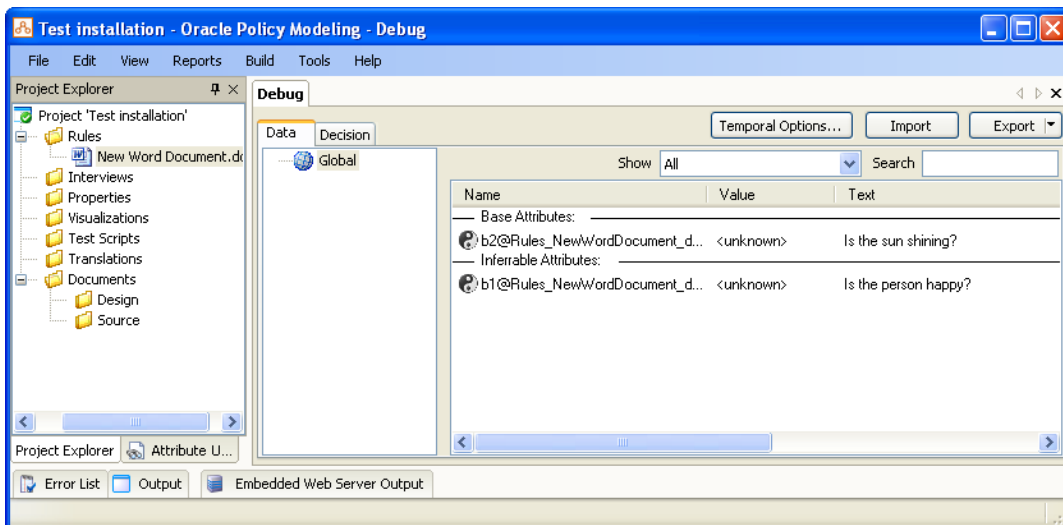 Test installation - Oracle Policy Modeling - Debug
File Edit View Reports Build Tools Help
Project Explorer
Project 'Test installation'
Rules
New Word Document.do
Interviews
Properties
Visualizations
Test Scripts
Translations
Documents
Design
Source
Project Explorer Attribute U...
Debug
Data Decision
Temporal Options... Import Export
Global
Show All Search
Name Value Text
Base Attributes:
b2@Rules_NewWordDocument_d... <unknown> Is the sun shining?
Inferrable Attributes:
b1@Rules_NewWordDocument_d... <unknown> Is the person happy?
Error List Output Embedded Web Server Output